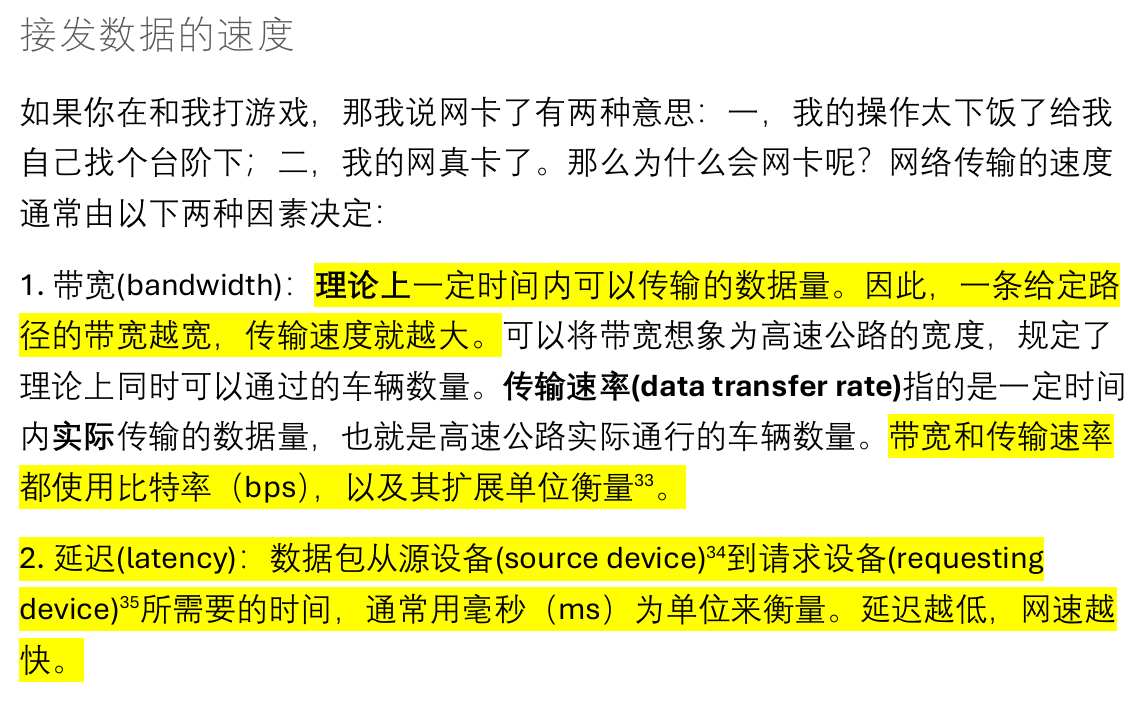 接发数据的速度
如果你在和我打游戏，那我说网卡了有两种意思：一，我的操作太下饭了给我
自己找个台阶下；二，我的网真卡了。那么为什么会网卡呢？网络传输的速度
通常由以下两种因素决定：
1. 带宽(bandwidth)：理论上一定时间内可以传输的数据量。因此，一条给定路
径的带宽越宽，传输速度就越大。可以将带宽想象为高速公路的宽度，规定了
理论上同时可以通过的车辆数量。传输速率(data transfer rate)指的是一定时间
内实际传输的数据量，也就是高速公路实际通行的车辆数量。带宽和传输速率
都使用比特率（bps），以及其扩展单位衡量³³。
2. 延迟(latency)：数据包从源设备(source device)³⁴到请求设备(requesting
device)³⁵所需要的时间，通常用毫秒（ms）为单位来衡量。延迟越低，网速越
快。